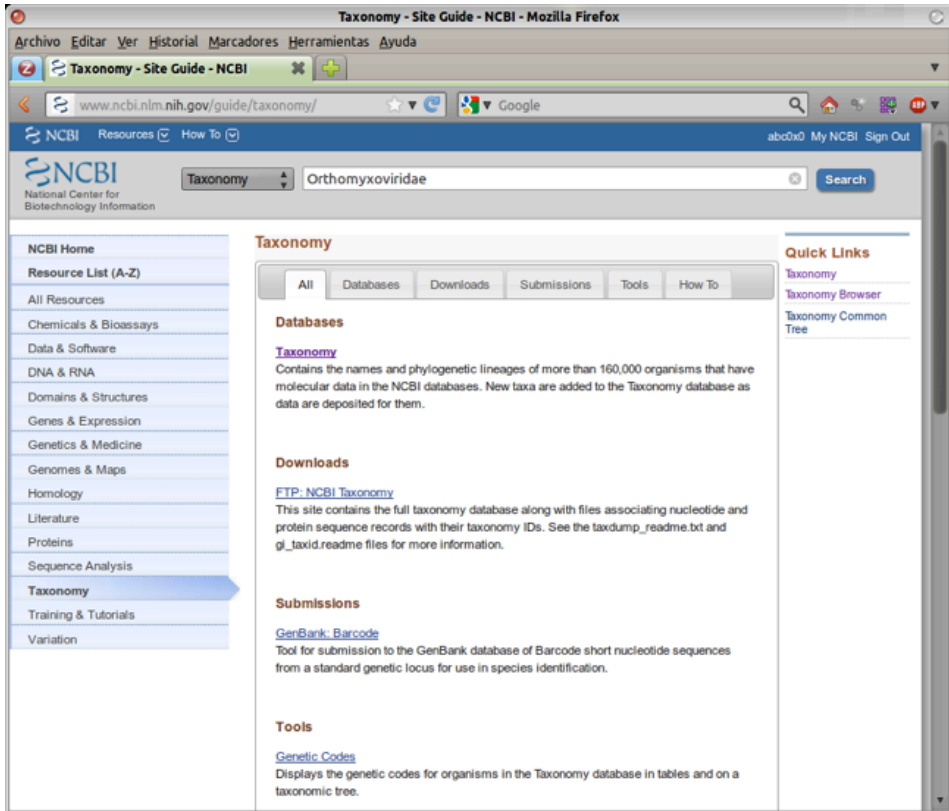 Taxonomy - Site Guide - NCBI - Mozilla Firefox
Archivo Editar Ver Historial Marcadores Herramientas Ayuda
Taxonomy - Site Guide - NCBI
www.ncbi.nlm.nih.gov/guide/taxonomy/
Google
NCBI Resources How To
abc0x0 My NCBI Sign Out
NCBI
National Center for
Biotechnology Information
Taxonomy
Orthomyxoviridae
Search
NCBI Home
Resource List (A-Z)
All Resources
Chemicals & Bioassays
Data & Software
DNA & RNA
Domains & Structures
Genes & Expression
Genetics & Medicine
Genomes & Maps
Homology
Literature
Proteins
Sequence Analysis
Taxonomy
Training & Tutorials
Variation
Taxonomy
All Databases Downloads Submissions Tools How To
Databases
Taxonomy
Contains the names and phylogenetic lineages of more than 160,000 organisms that have
molecular data in the NCBI databases. New taxa are added to the Taxonomy database as
data are deposited for them.
Downloads
FTP: NCBI Taxonomy
This site contains the full taxonomy database along with files associating nucleotide and
protein sequence records with their taxonomy IDs. See the taxdump_readme.txt and
gi_taxid.readme files for more information.
Submissions
GenBank: Barcode
Tool for submission to the GenBank database of Barcode short nucleotide sequences
from a standard genetic locus for use in species identification.
Tools
Genetic Codes
Displays the genetic codes for organisms in the Taxonomy database in tables and on a
taxonomic tree.
Quick Links
Taxonomy
Taxonomy Browser
Taxonomy Common
Tree